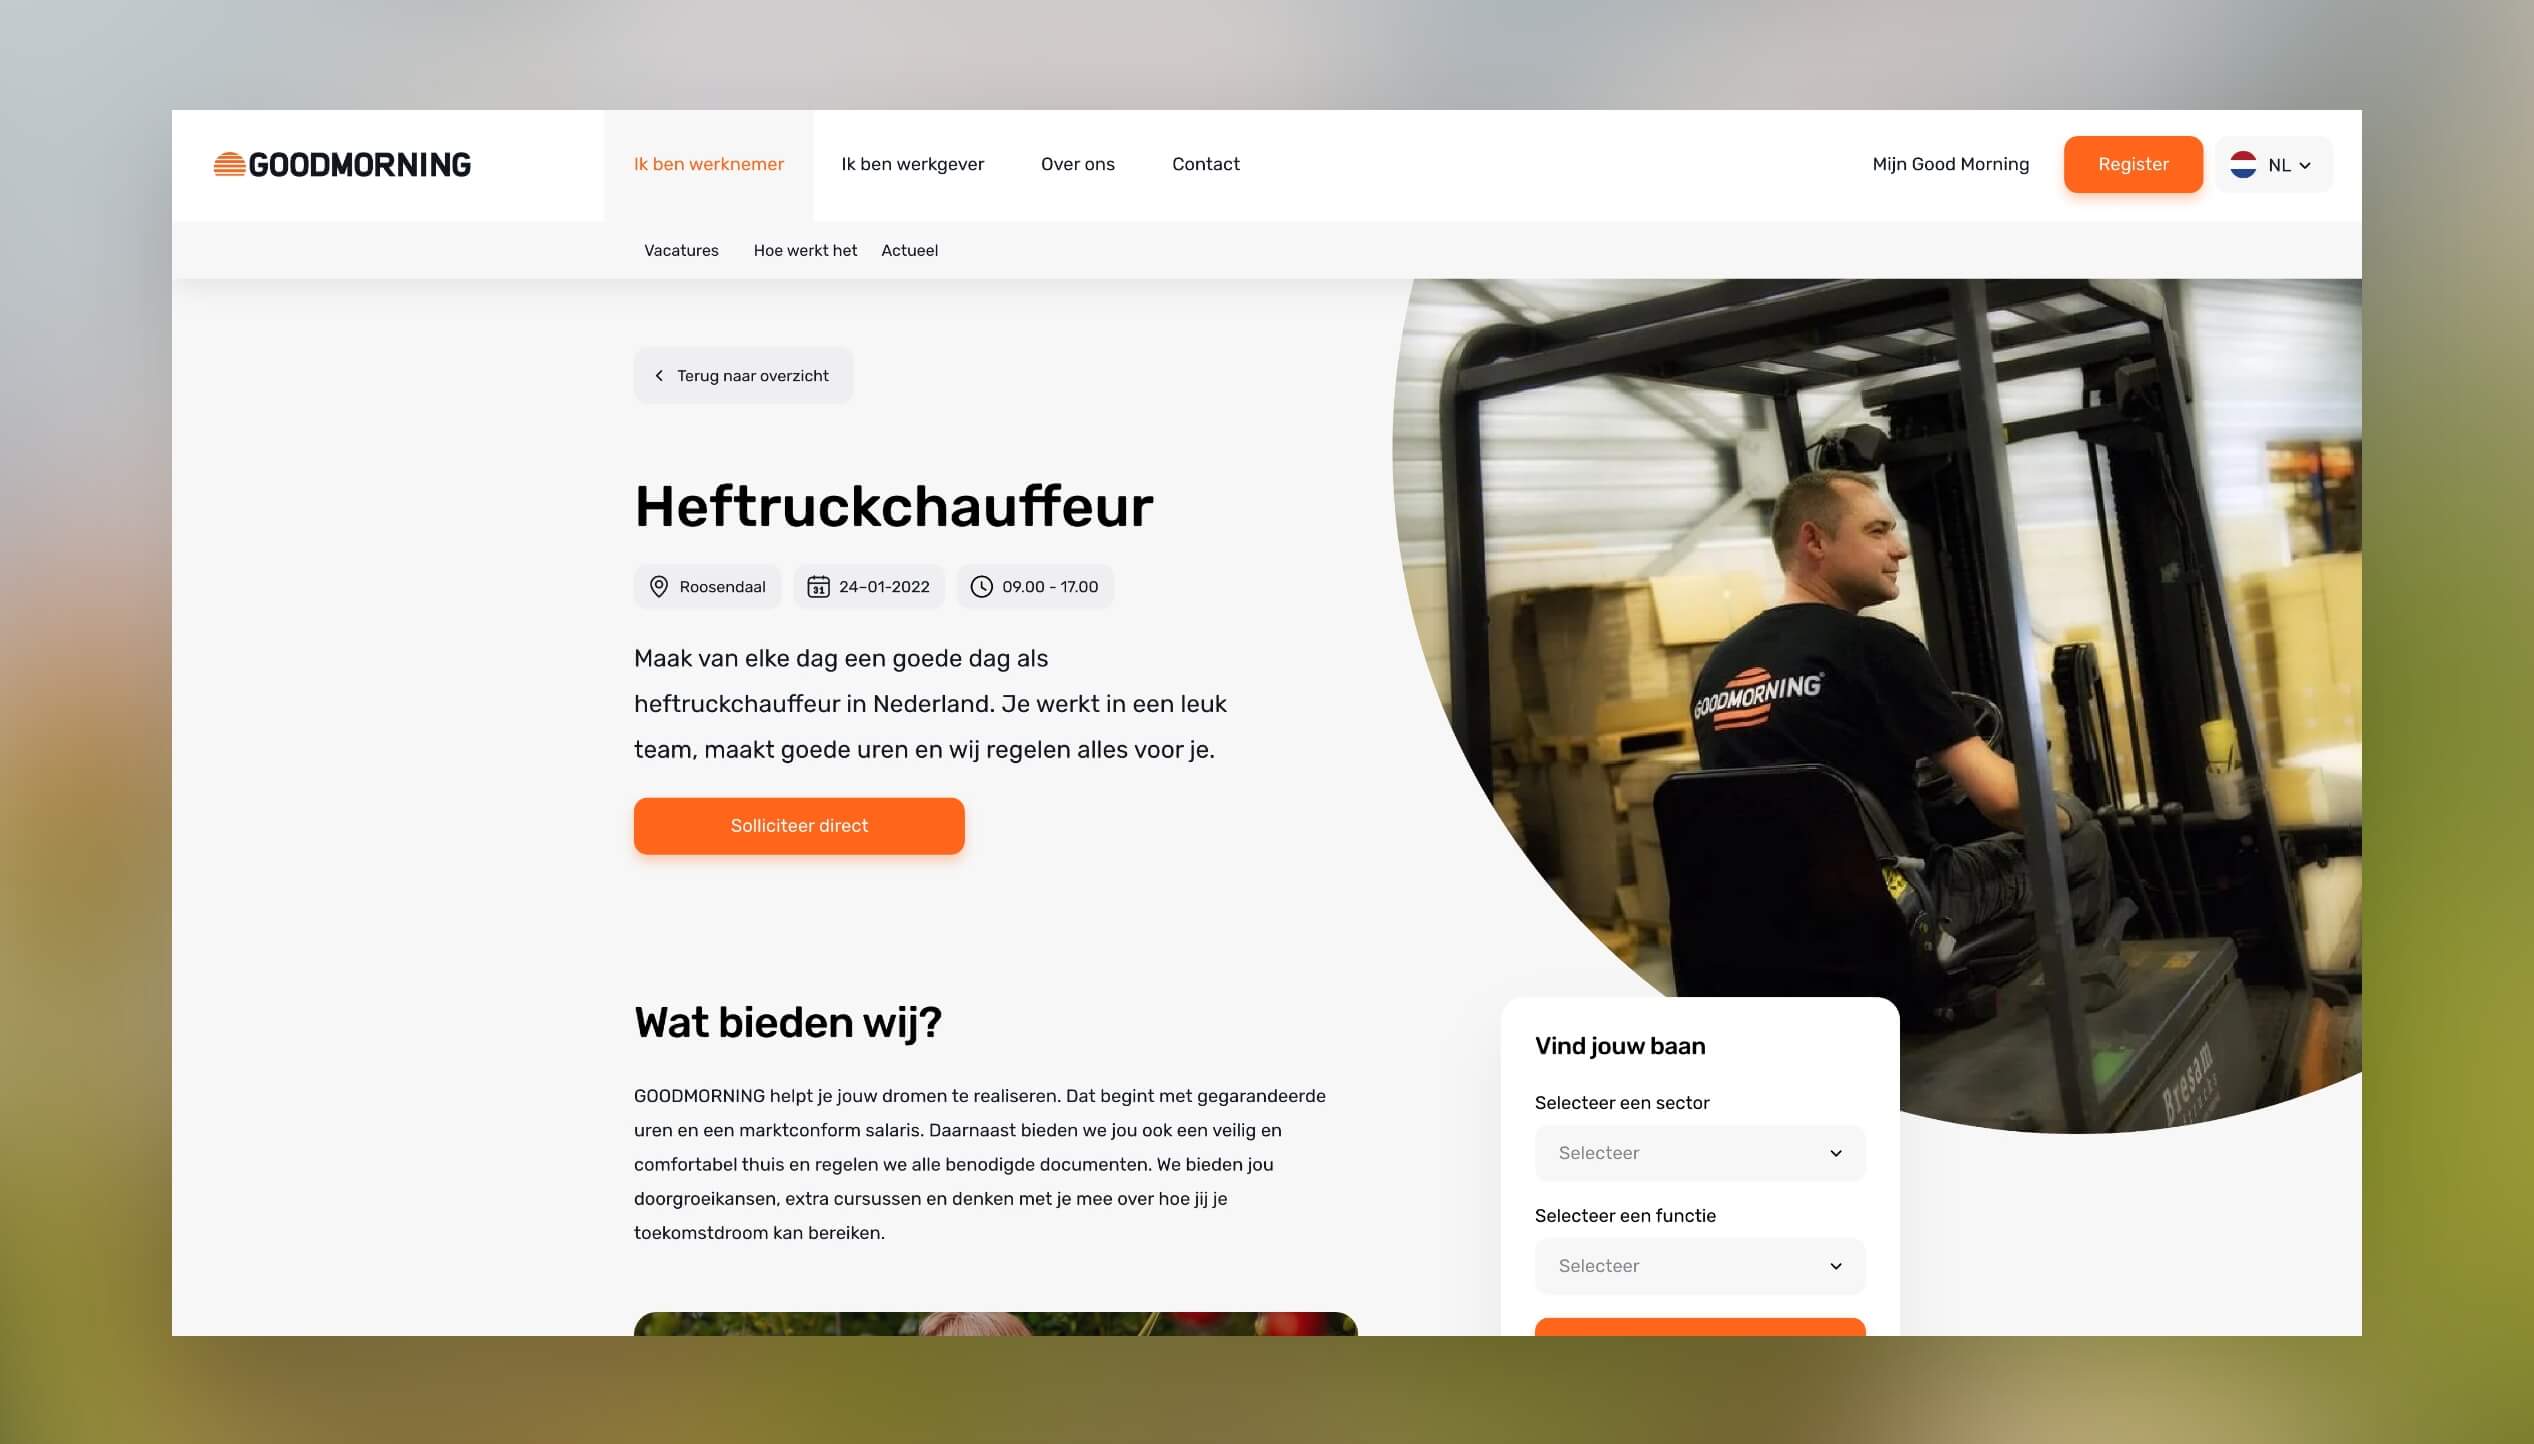 GOODMORNING
Ik ben werknemer
Ik ben werkgever
Over ons
Contact
Mijn Good Morning
Register
NL
Vacatures
Hoe werkt het
Actueel
Terug naar overzicht
Heftruckchauffeur
Roosendaal
31
24-01-2022
09.00 - 17.00
Maak van elke dag een goede dag als
heftruckchauffeur in Nederland. Je werkt in een leuk
team, maakt goede uren en wij regelen alles voor je.
Solliciteer direct
GOODMORNING
Bresam
Wat bieden wij?
GOODMORNING helpt je jouw dromen te realiseren. Dat begint met gegarandeerde
uren en een marktconform salaris. Daarnaast bieden we jou ook een veilig en
comfortabel thuis en regelen we alle benodigde documenten. We bieden jou
doorgroeikansen, extra cursussen en denken met je mee over hoe jij je
toekomstdroom kan bereiken.
Vind jouw baan
Selecteer een sector
Selecteer
Selecteer een functie
Selecteer